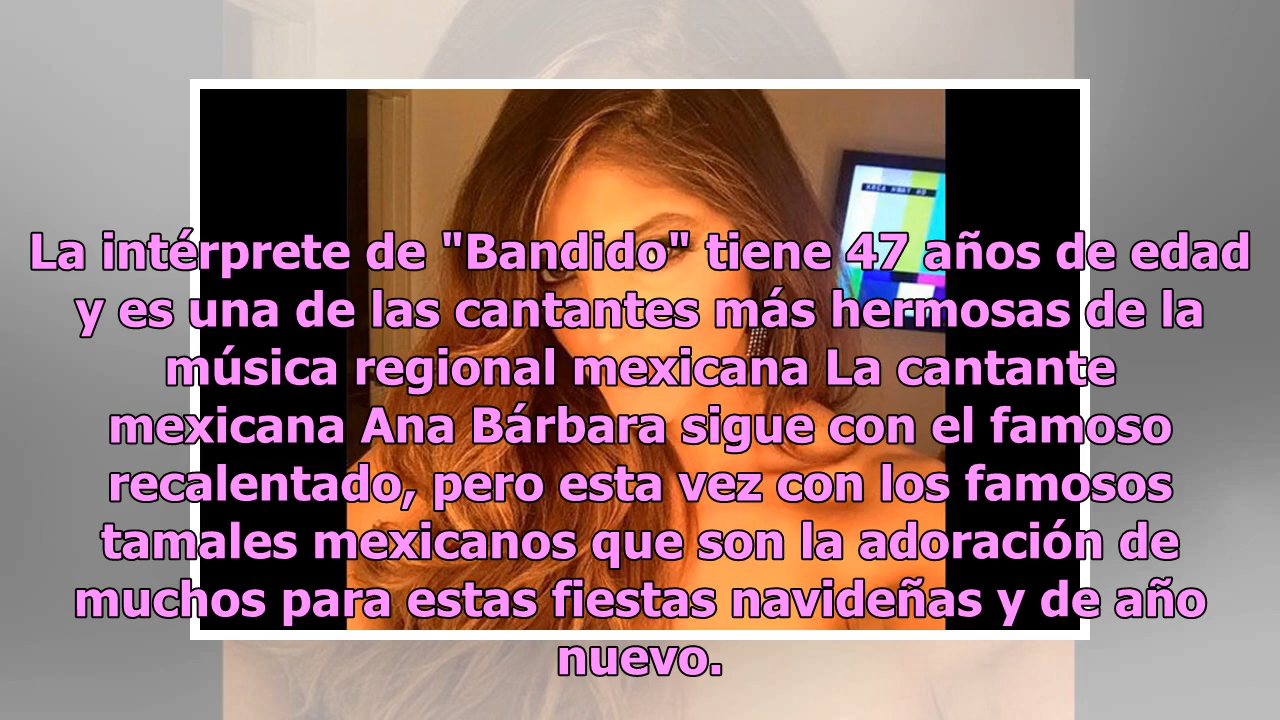 KRCA
La intérprete de "Bandido" tiene 47 años de edad
y es una de las cantantes más hermosas de la
música regional mexicana La cantante
mexicana Ana Bárbara sigue con el famoso
recalentado, pero esta vez con los famosos
tamales mexicanos que son la adoración de
muchos para estas fiestas navideñas y de año
nuevo.